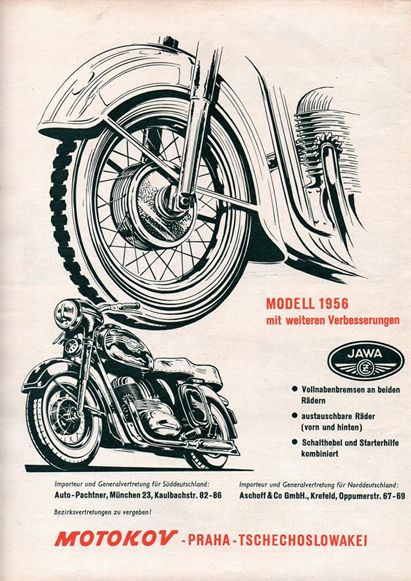 MODELL 1956
mit weiteren Verbesserungen
JAWA
CZ
● Vollnabenbremsen an beiden
Rädern
● austauschbare Räder
(vorn und hinten)
● Schalthebel und Starterhilfe
kombiniert
Importeur und Generalvertretung für Süddeutschland:
Auto-Pachtner, München 23, Kaulbachstr. 82-86
Importeur und Generalvertretung für Norddeutschland:
Aschoff & Co GmbH., Krefeld, Oppumerstr. 67-69
Bezirksvertretungen zu vergeben!
MOTOKOV - PRAHA - TSCHECHOSLOWAKEI